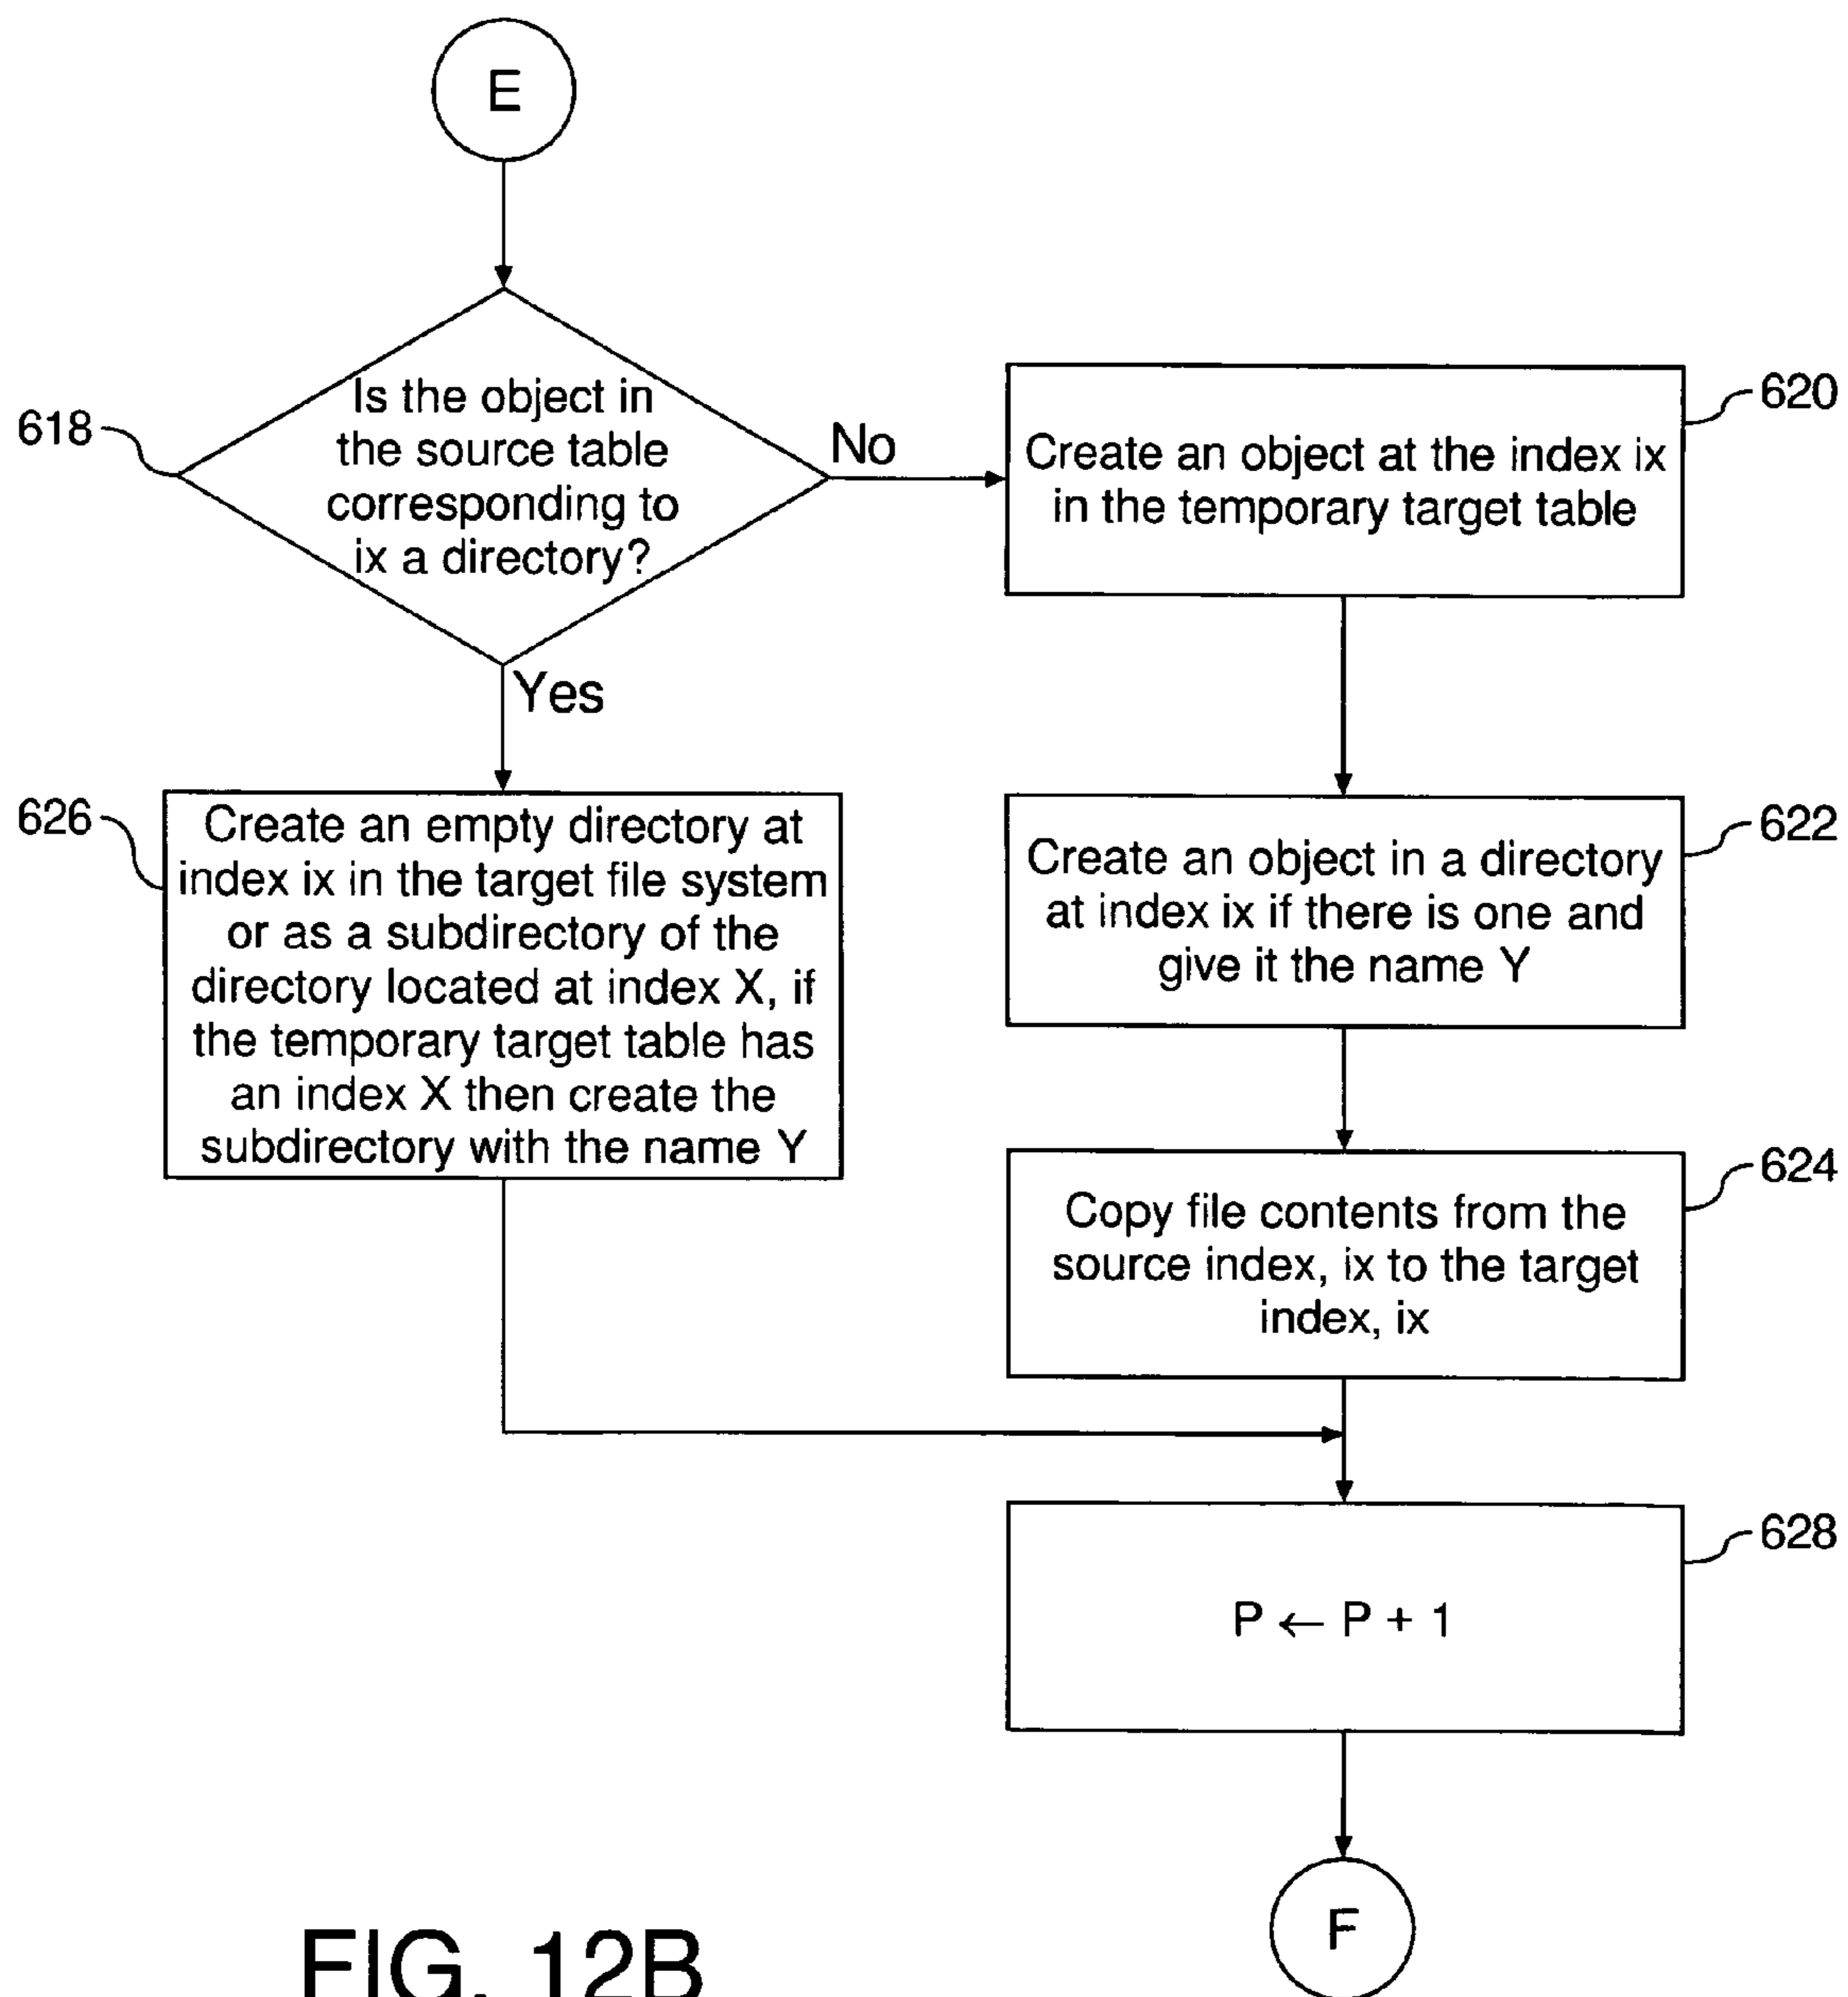 E
618
Is the object in
the source table
corresponding to
ix a directory?
No
Yes
620
Create an object at the index ix
in the temporary target table
626
Create an empty directory at
index ix in the target file system
or as a subdirectory of the
directory located at index X, if
the temporary target table has
an index X then create the
subdirectory with the name Y
622
Create an object in a directory
at index ix if there is one and
give it the name Y
624
Copy file contents from the
source index, ix to the target
index, ix
628
P ← P + 1
F
FIG. 12B